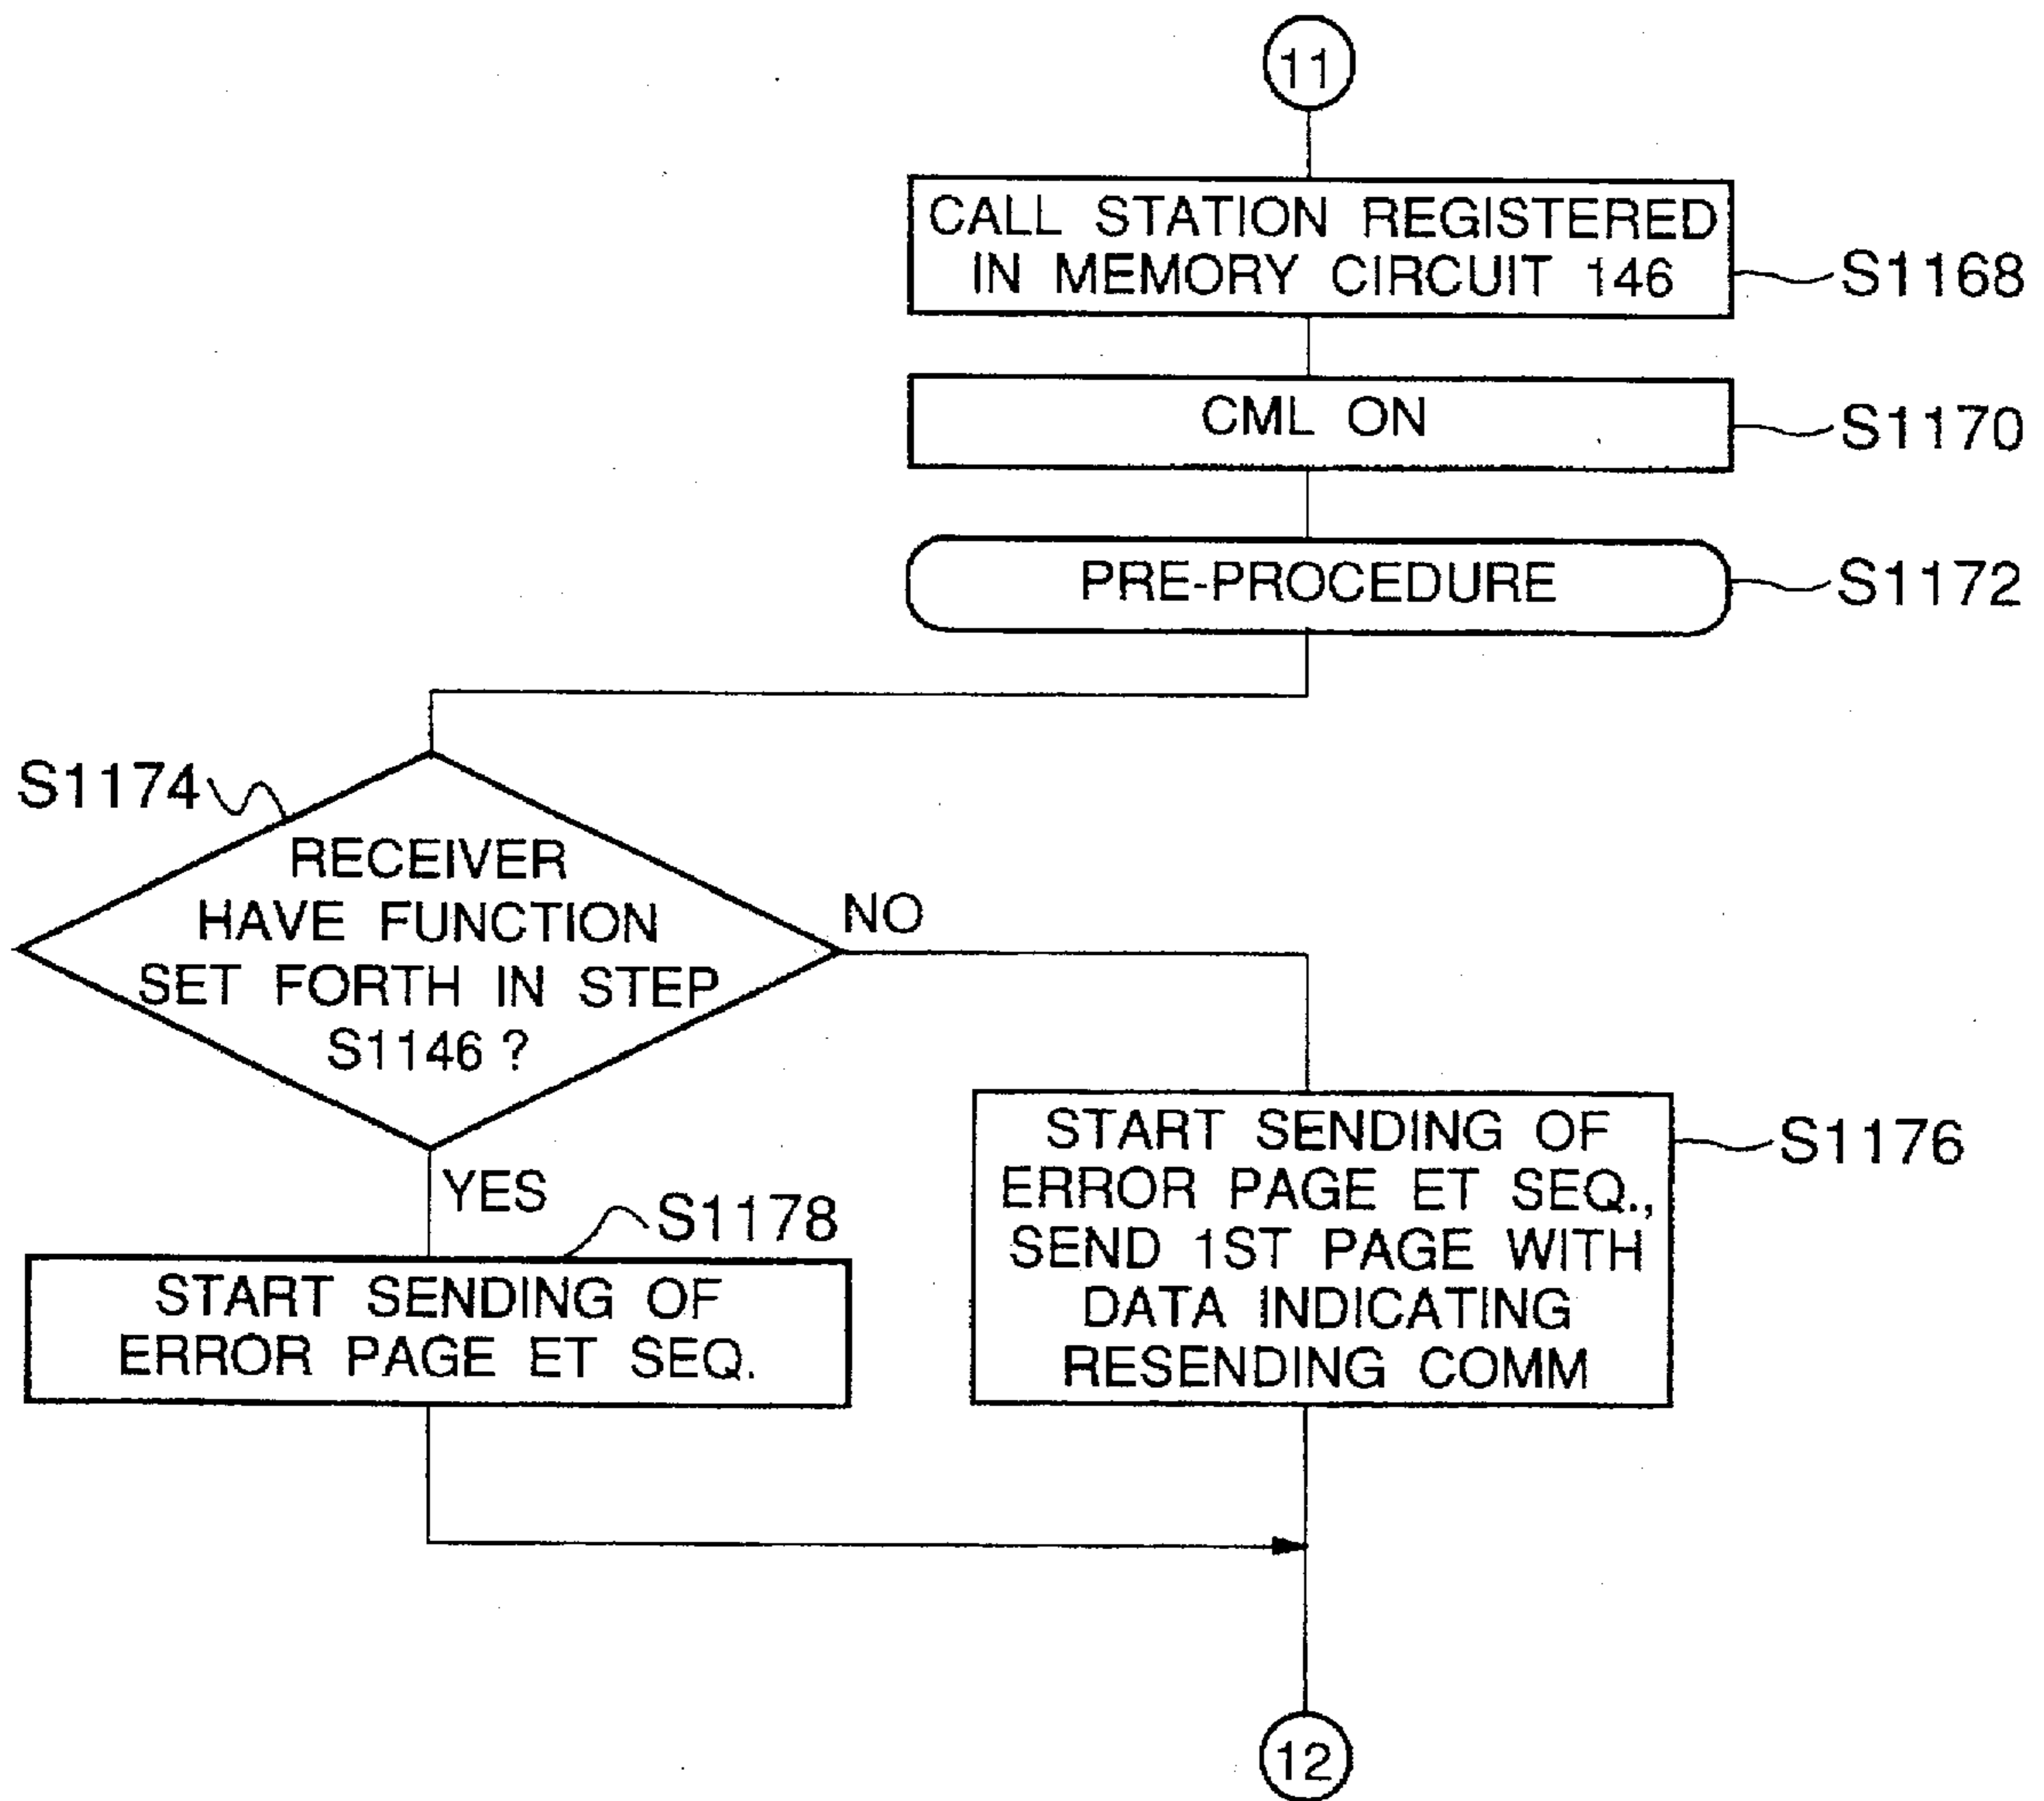 11
CALL STATION REGISTERED
IN MEMORY CIRCUIT 146
S1168
CML ON
S1170
PRE-PROCEDURE
S1172
S1174
RECEIVER
HAVE FUNCTION
SET FORTH IN STEP
S1146 ?
NO
YES
START SENDING OF
ERROR PAGE ET SEQ.,
SEND 1ST PAGE WITH
DATA INDICATING
RESENDING COMM
S1176
S1178
START SENDING OF
ERROR PAGE ET SEQ.
12